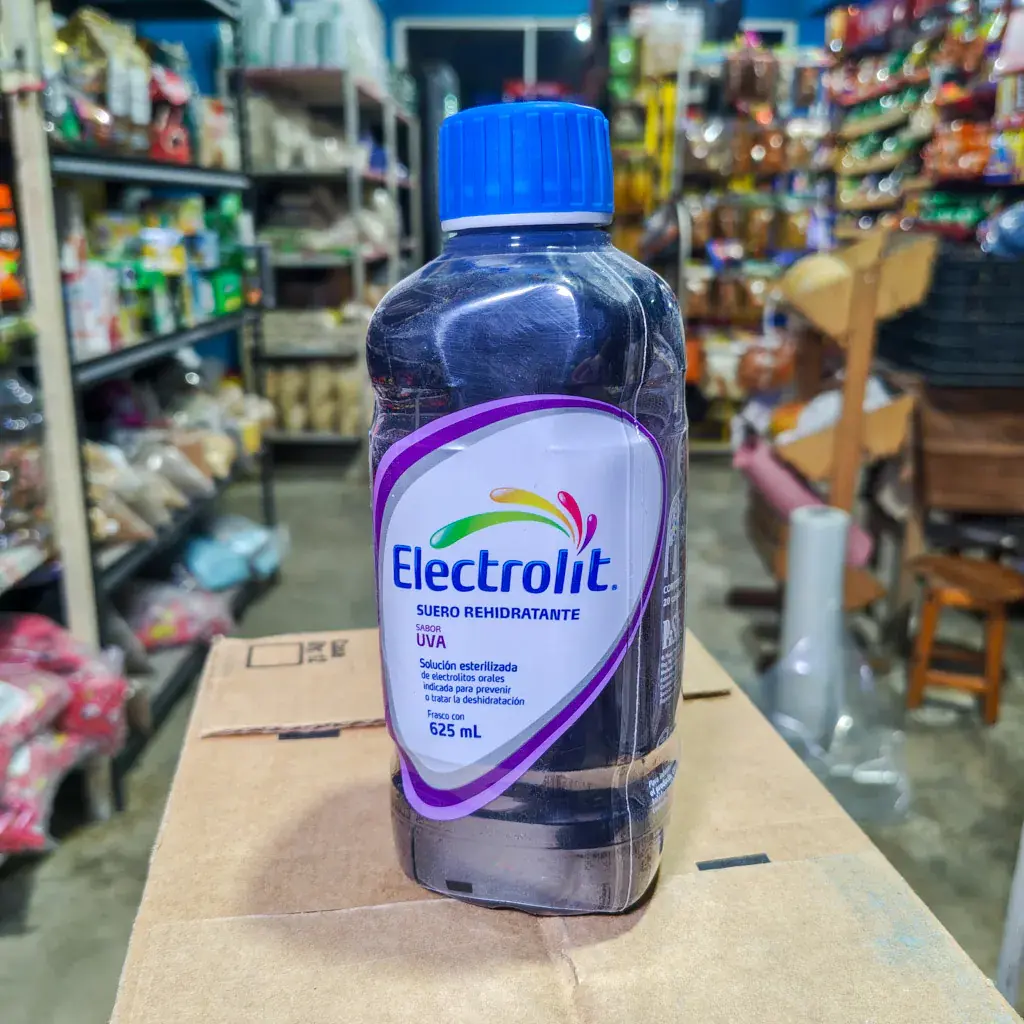 Electrolit®
SUERO REHIDRATANTE
SABOR
UVA
Solución esterilizada
de electrolitos orales
indicada para prevenir
o tratar la deshidratación
Frasco con
625 mL